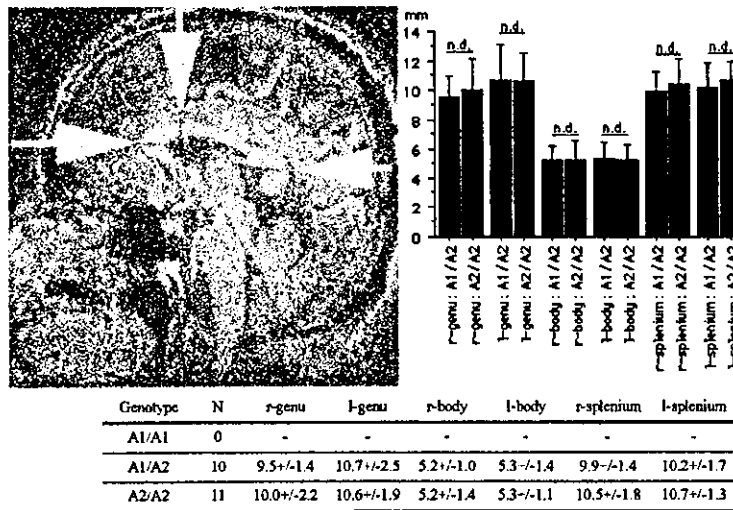 mm
14
12
10
8
6
4
2
0
n.d.
n.d.
n.d.
n.d.
n.d.
n.d.
r-genu: A1/A2
r-genu: A2/A2
l-genu: A1/A2
l-genu: A2/A2
r-body: A1/A2
r-body: A2/A2
l-body: A1/A2
l-body: A2/A2
r-splenium: A1/A2
r-splenium: A2/A2
l-splenium: A1/A2
l-splenium: A2/A2
Genotype N r-genu l-genu r-body l-body r-splenium l-splenium
A1/A1 0 - - - - - -
A1/A2 10 9.5+/-1.4 10.7+/-2.5 5.2+/-1.0 5.3+/-1.4 9.9+/-1.4 10.2+/-1.7
A2/A2 11 10.0+/-2.2 10.6+/-1.9 5.2+/-1.4 5.3+/-1.1 10.5+/-1.8 10.7+/-1.3